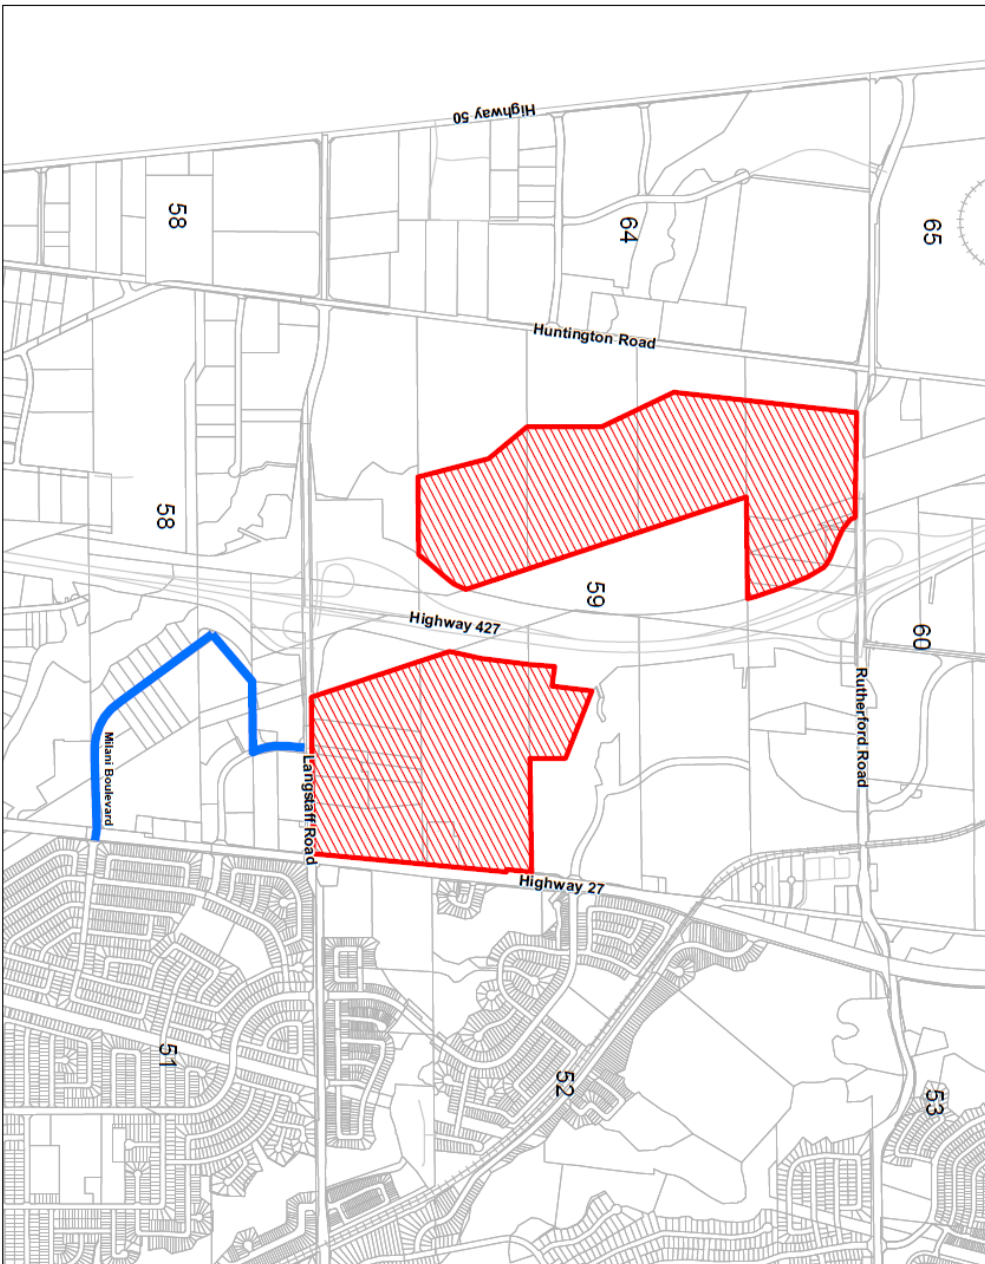 Highway 50
58
64
65
Huntington Road
58
59
Highway 427
60
Rutherford Road
Milani Boulevard
Langstaff Road
Highway 27
51
52
53